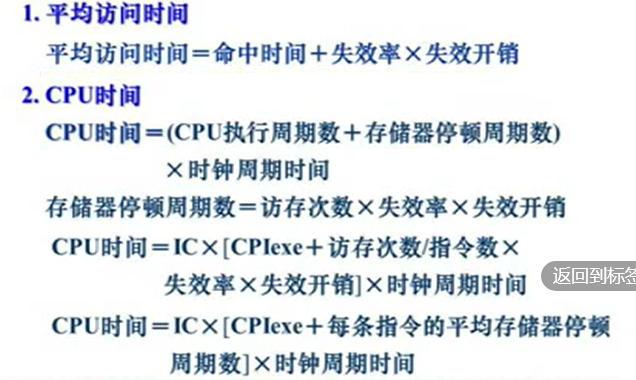 1. 平均访问时间
平均访问时间＝命中时间＋失效率×失效开销
2. CPU时间
CPU时间＝(CPU执行周期数＋存储器停顿周期数)
×时钟周期时间
存储器停顿周期数＝访存次数×失效率×失效开销
CPU时间＝IC×[CPIexe＋访存次数/指令数×
失效率×失效开销]×时钟周期时间
返回到标签
CPU时间＝IC×[CPIexe＋每条指令的平均存储器停顿
周期数]×时钟周期时间